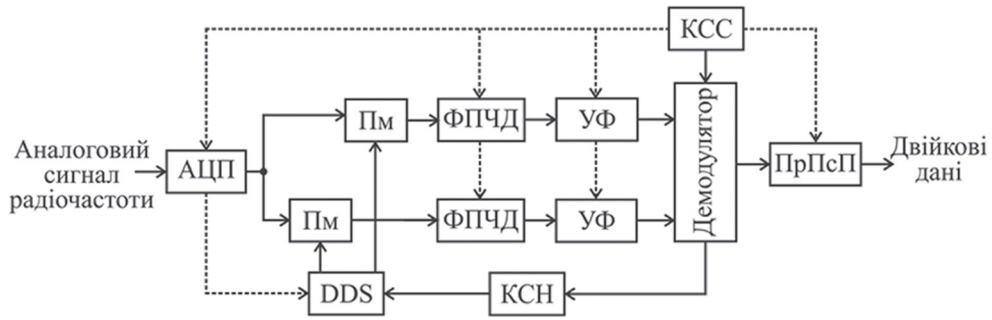 КСС
Пм
ФПЧД
УФ
Аналоговий
сигнал
радіочастоти
АЦП
Демодулятор
ПрПсП
Двійкові
дані
Пм
ФПЧД
УФ
DDS
КСН